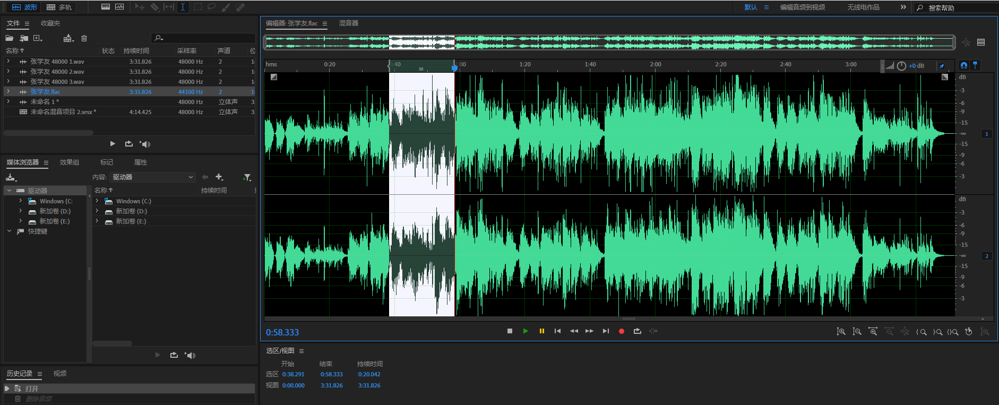 波形 多轨 默认 编辑音频到视频 无线电作品 搜索帮助
文件 收藏夹
名称 状态 持续时间 采样率 声道 位
张学友 48000 1.wav 3:31.826 48000 Hz 2
张学友 48000 2.wav 3:31.826 48000 Hz 2
张学友 48000 3.wav 3:31.826 48000 Hz 2
张学友.flac 3:31.826 44100 Hz 2
未命名 1 * 48000 Hz 立体声
未命名混音项目 2.sesx * 4:14.425 48000 Hz 立体声
媒体浏览器 效果组 标记 属性
内容: 驱动器
驱动器
Windows (C:
新加卷 (D:)
新加卷 (E:)
快捷键
名称 持续时间
Windows (C:)
新加卷 (D:)
新加卷 (E:)
历史记录 视频
打开
删除音频
编辑器: 张学友.flac 混音器
hms 0:20 0:40 1:00 1:20 1:40 2:00 2:20 2:40 3:00 +0 dB
dB
-3
-6
-9
-15
-∞
-15
-9
-6
-3
1
dB
-3
-6
-9
-15
-∞
-15
-9
-6
-3
2
0:58.333
选区/视图
开始 结束 持续时间
选区 0:38.291 0:58.333 0:20.042
视图 0:00.000 3:31.826 3:31.826